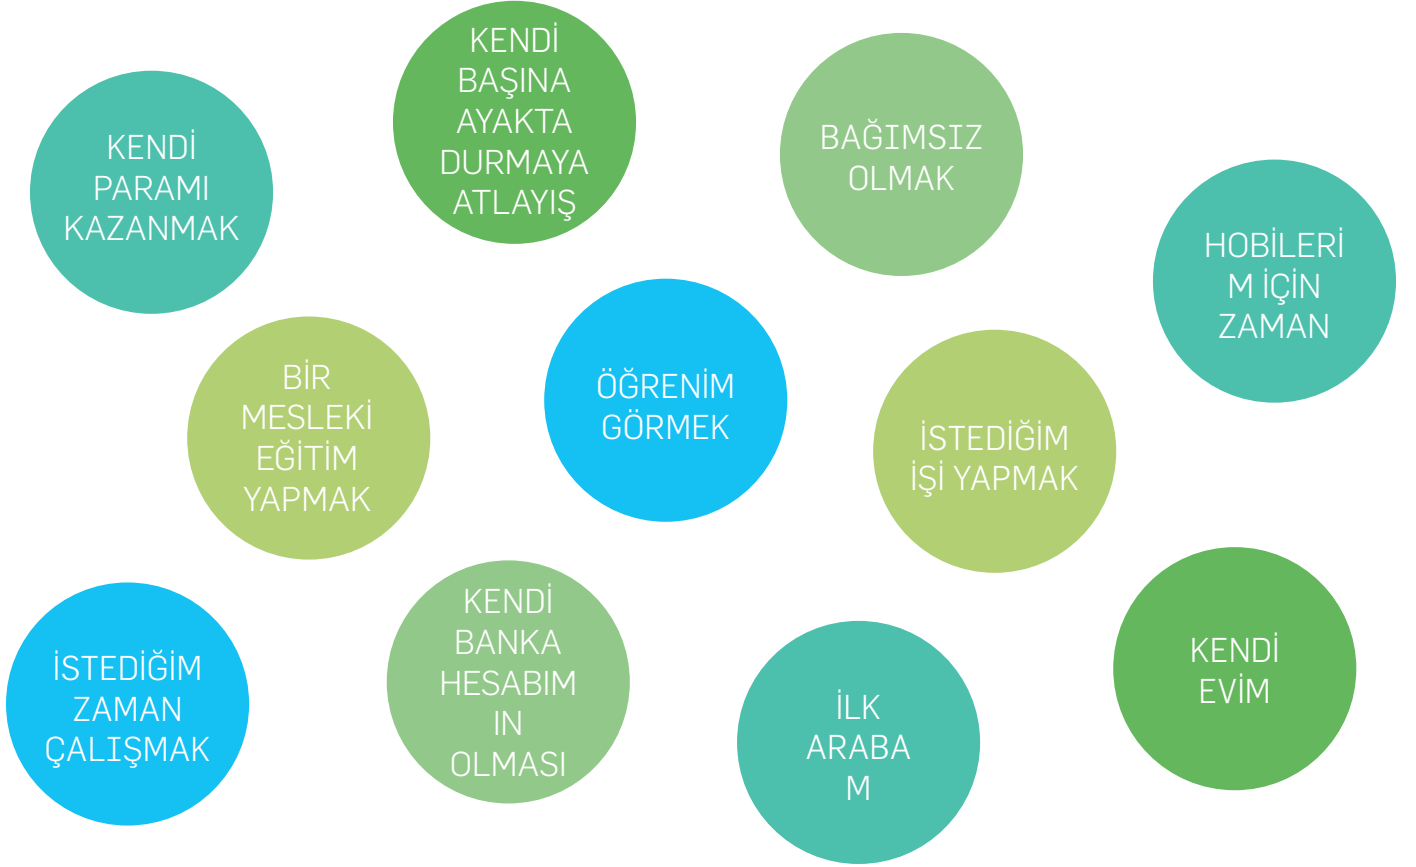 KENDİ
BAŞINA
AYAKTA
DURMAYA
ATLAYIŞ
KENDİ
PARAMI
KAZANMAK
BAĞIMSIZ
OLMAK
HOBİLERİ
M İÇİN
ZAMAN
BİR
MESLEKİ
EĞİTİM
YAPMAK
ÖĞRENİM
GÖRMEK
İSTEDİĞİM
İŞİ YAPMAK
İSTEDİĞİM
ZAMAN
ÇALIŞMAK
KENDİ
BANKA
HESABIM
IN
OLMASI
İLK
ARABA
M
KENDİ
EVİM